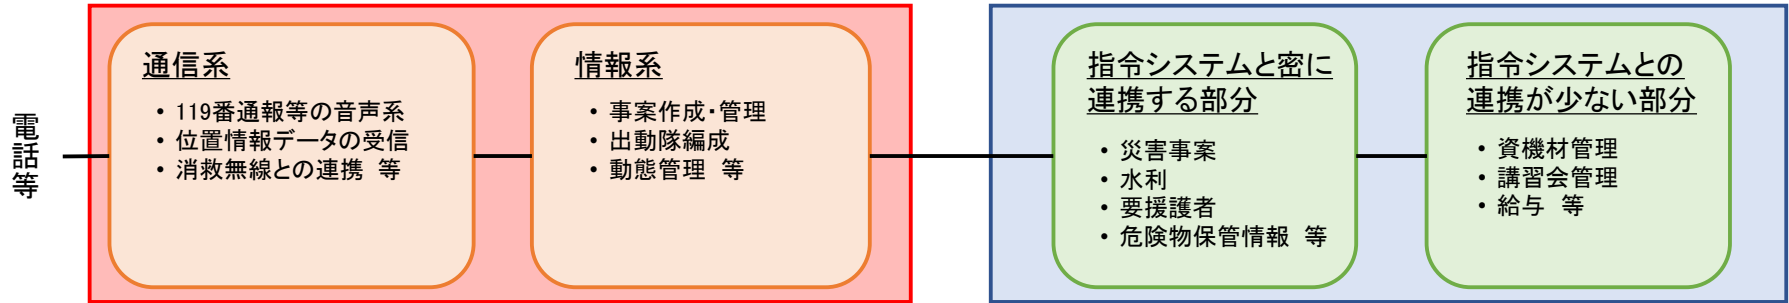 電話等
通信系
・119番通報等の音声系
・位置情報データの受信
・消救無線との連携 等
情報系
・事案作成・管理
・出動隊編成
・動態管理 等
指令システムと密に
連携する部分
・災害事案
・水利
・要援護者
・危険物保管情報 等
指令システムとの
連携が少ない部分
・資機材管理
・講習会管理
・給与 等